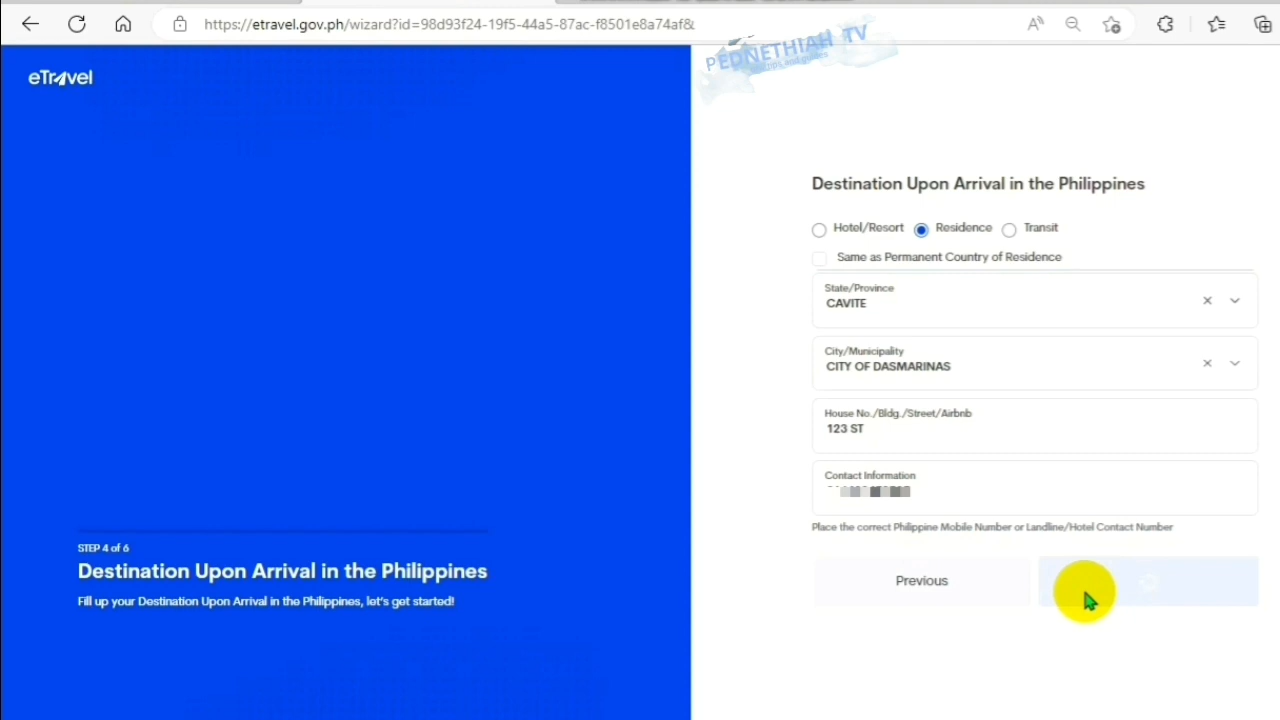 https://etravel.gov.ph/wizard?id=98d93f24-19f5-44a5-87ac-f8501e8a74af&
PEDNETHIAH TV
tips and guides
eTravel
Destination Upon Arrival in the Philippines
Hotel/Resort Residence Transit
Same as Permanent Country of Residence
State/Province
CAVITE
City/Municipality
CITY OF DASMARINAS
House No./Bldg./Street/Airbnb
123 ST
Contact Information
Place the correct Philippine Mobile Number or Landline/Hotel Contact Number
Previous
STEP 4 of 6
Destination Upon Arrival in the Philippines
Fill up your Destination Upon Arrival in the Philippines, let's get started!